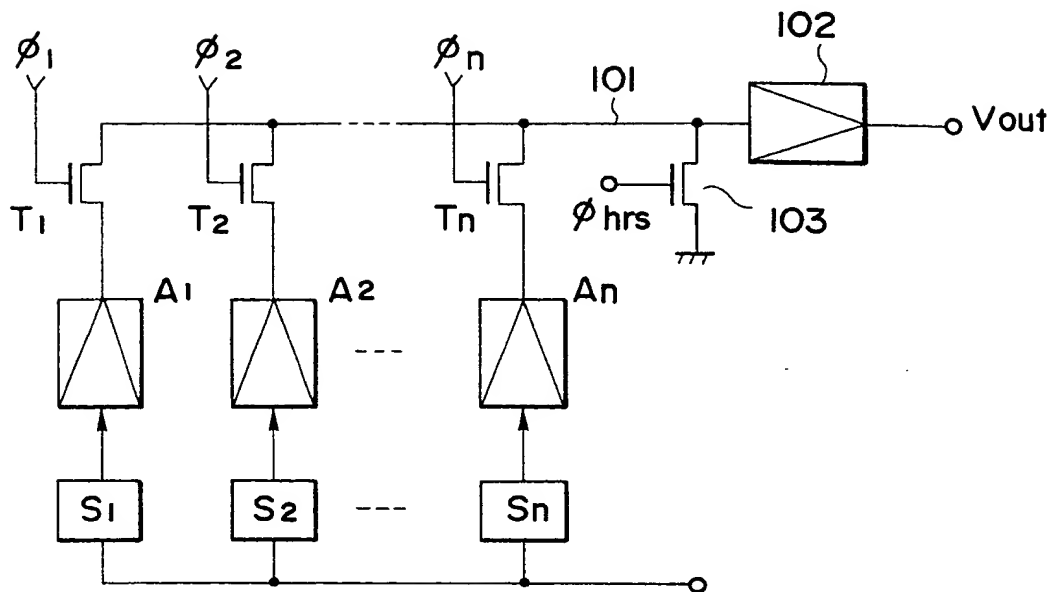 102
ϕ1 ϕ2 ϕn 101
Vout
T1 T2 Tn ϕhrs 103
A1 A2 An
S1 S2 Sn